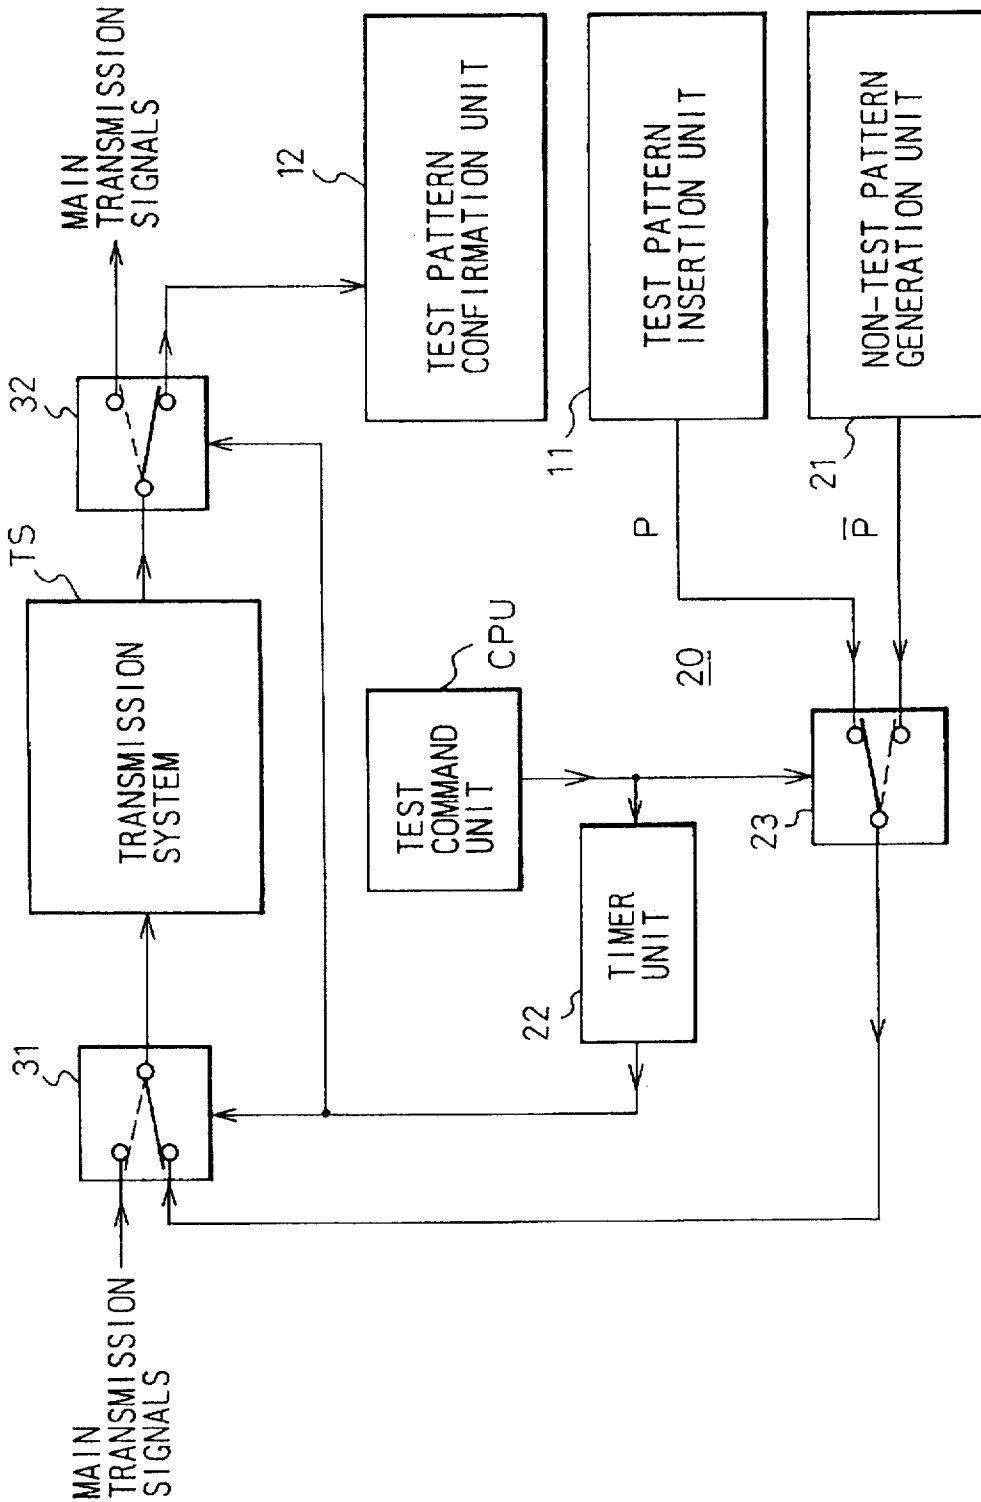 MAIN
TRANSMISSION
SIGNALS
31
TRANSMISSION
SYSTEM
TS
32
MAIN
TRANSMISSION
SIGNALS
12
TEST PATTERN
CONFIRMATION UNIT
TEST
COMMAND
UNIT
CPU
22
TIMER
UNIT
20
11
TEST PATTERN
INSERTION UNIT
P
23
P̅
21
NON-TEST PATTERN
GENERATION UNIT